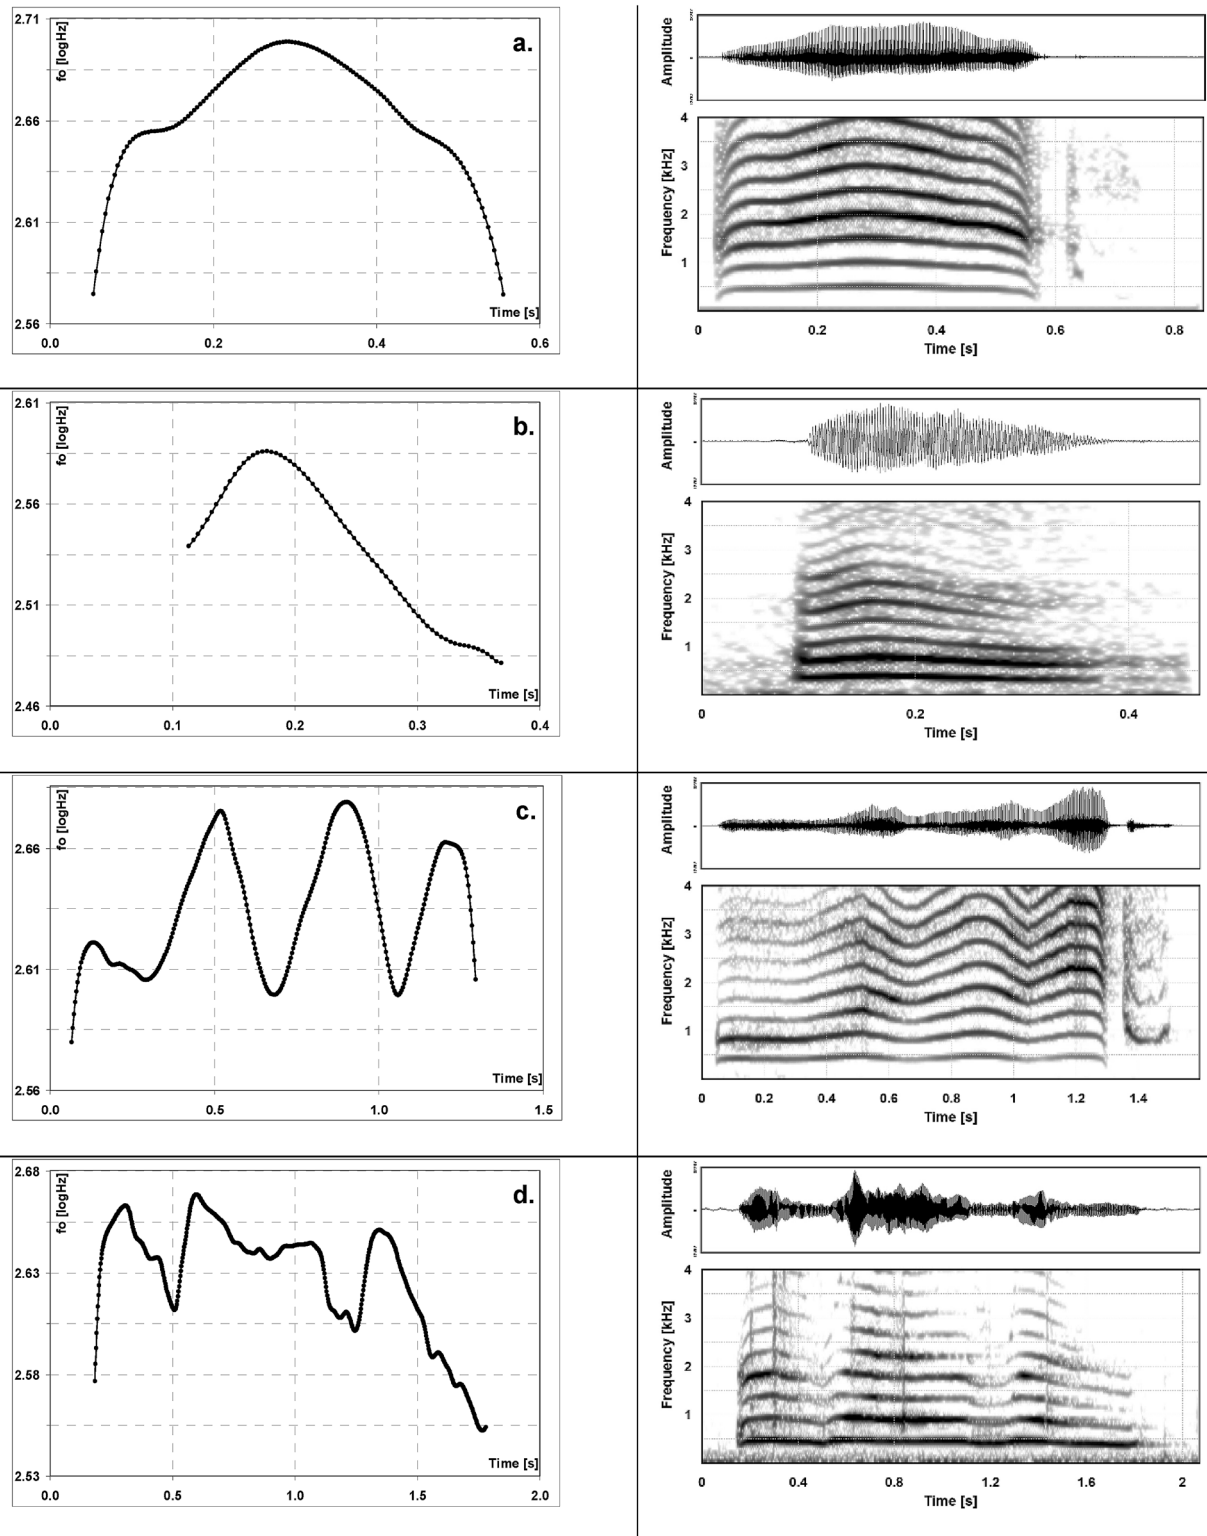 2.71
fo [logHz]
a.
2.66
2.61
Time [s]
2.56
0.0 0.2 0.4 0.6
Amplitude
4
3
2
1
Frequency [kHz]
0 0.2 0.4 0.6 0.8
Time [s]
2.61
fo [logHz]
b.
2.56
2.51
Time [s]
2.46
0.0 0.1 0.2 0.3 0.4
Amplitude
4
3
2
1
Frequency [kHz]
0 0.2 0.4
Time [s]
fo [logHz]
c.
2.66
2.61
Time [s]
2.56
0.0 0.5 1.0 1.5
Amplitude
4
3
2
1
Frequency [kHz]
0 0.2 0.4 0.6 0.8 1 1.2 1.4
Time [s]
2.68
fo [logHz]
d.
2.63
2.58
Time [s]
2.53
0.0 0.5 1.0 1.5 2.0
Amplitude
4
3
2
1
Frequency [kHz]
0 0.4 0.8 1.2 1.6 2
Time [s]